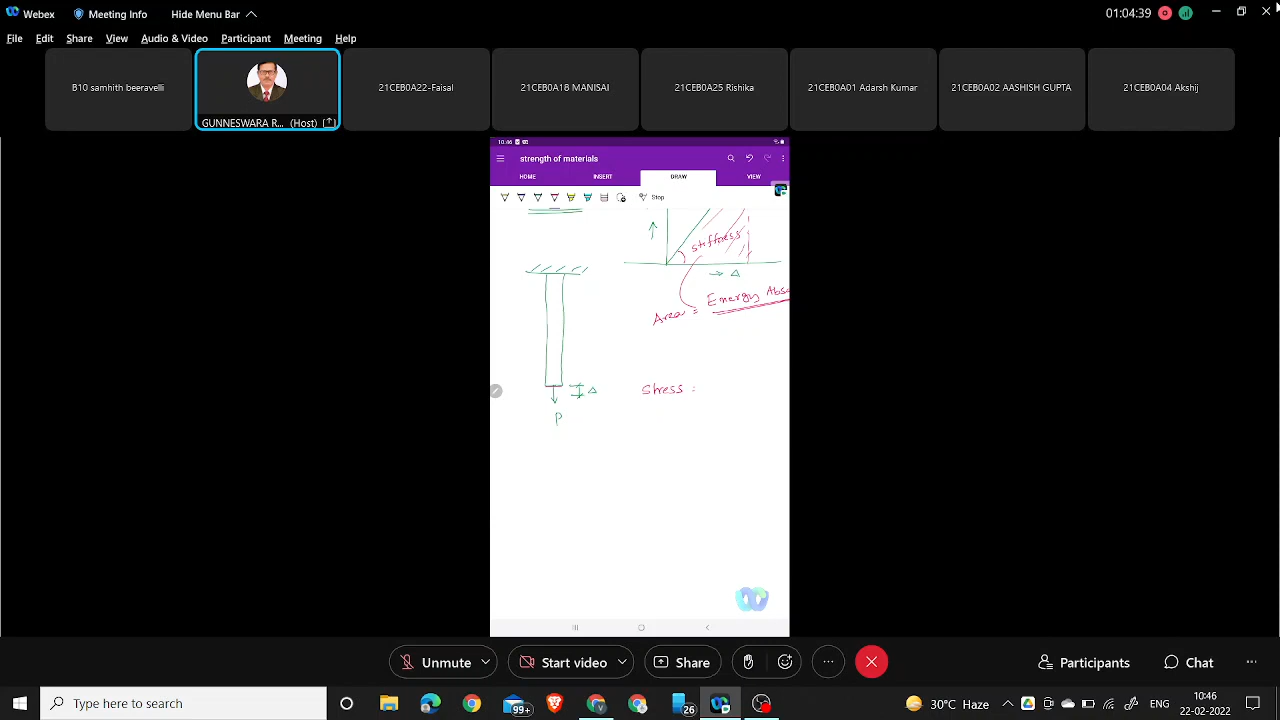 Webex
Meeting Info
Hide Menu Bar
01:04:39
File Edit Share View Audio & Video Participant Meeting Help
B10 samhith beeravelli
GUNNESWARA R... (Host)
21CEB0A22-Faisal
21CEB0A18 MANISAI
21CEB0A25 Rishika
21CEB0A01 Adarsh Kumar
21CEB0A02 AASHISH GUPTA
21CEB0A04 Akshij
10:46
strength of materials
HOME INSERT DRAW VIEW
Stop
stiffness
→ Δ
Area = Energy Abso
Δ
Stress =
P
Unmute
Start video
Share
Participants
Chat
Type here to search
99+
26
30°C Haze
ENG
10:46
22-02-2022